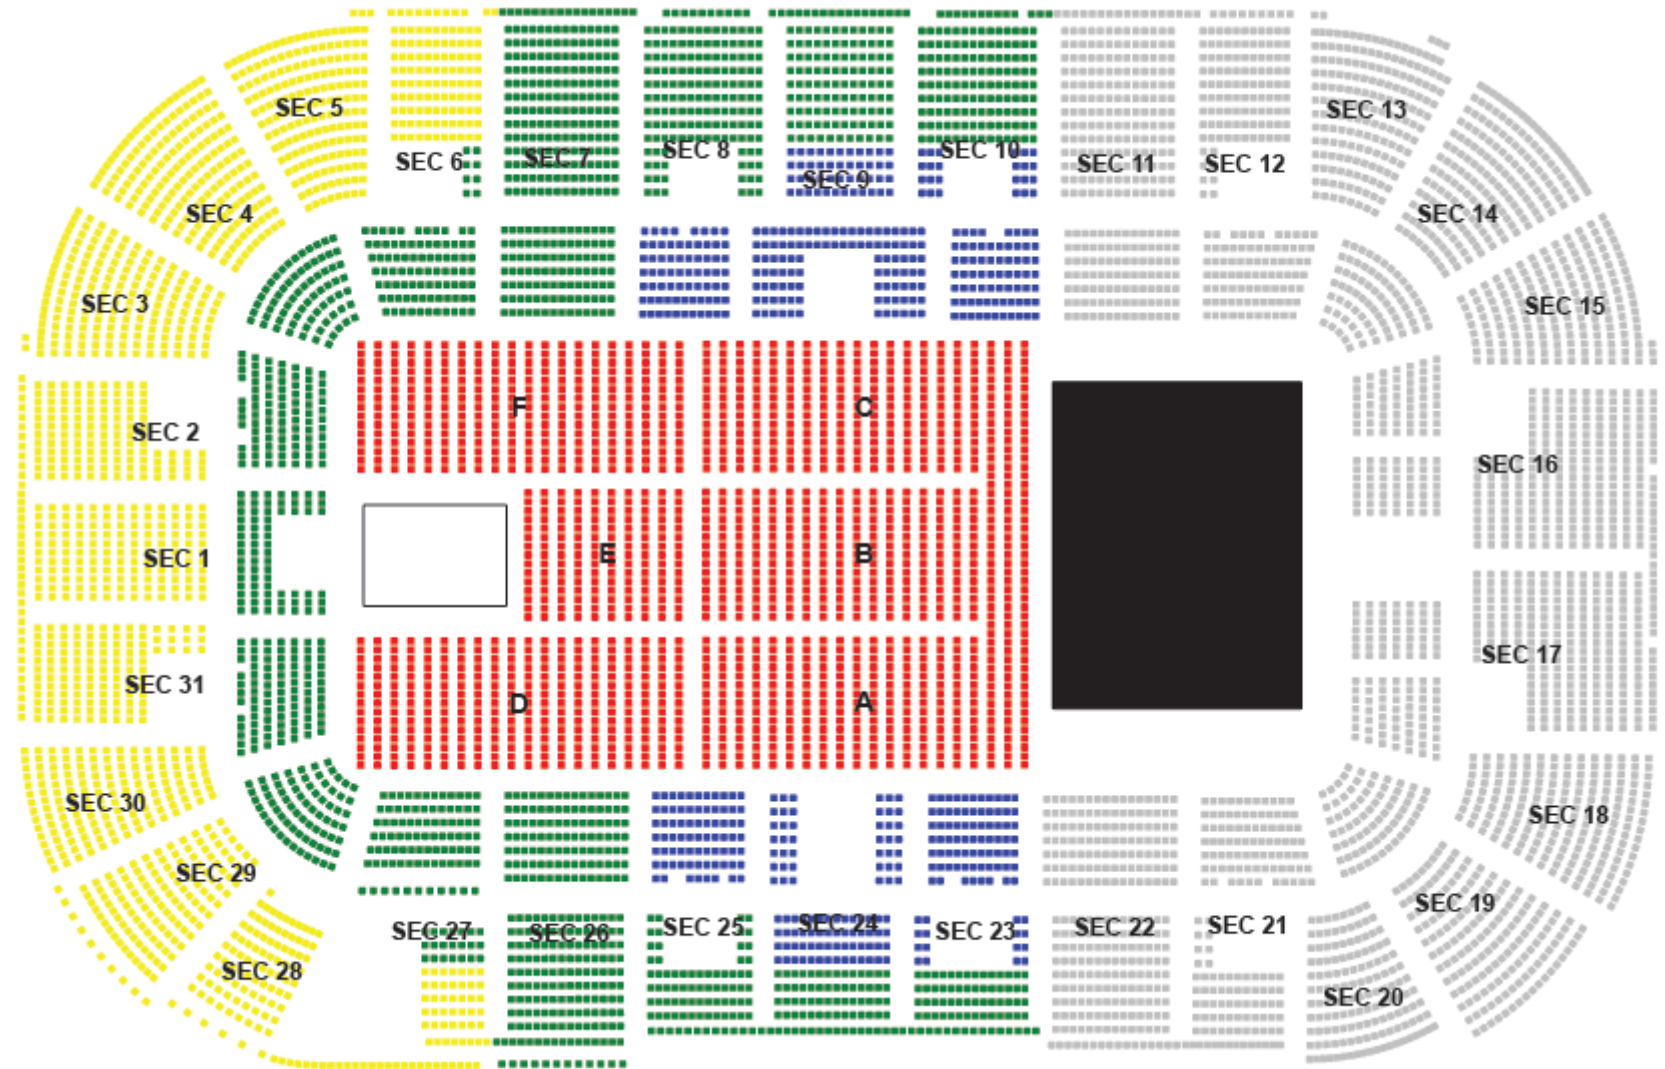 SEC 5
SEC 13
SEC 6
SEC 7
SEC 8
SEC 9
SEC 10
SEC 11
SEC 12
SEC 4
SEC 14
SEC 3
SEC 15
F
C
SEC 2
SEC 16
SEC 1
E
B
SEC 31
SEC 17
D
A
SEC 30
SEC 18
SEC 29
SEC 19
SEC 27
SEC 26
SEC 25
SEC 24
SEC 23
SEC 22
SEC 21
SEC 28
SEC 20